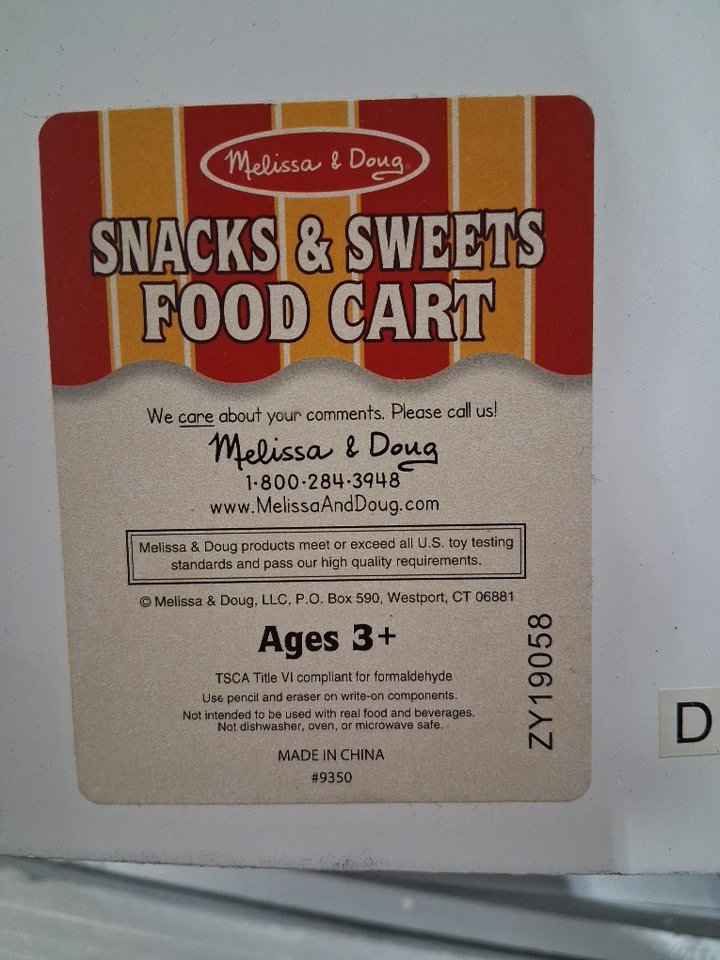 Melissa & Doug
SNACKS & SWEETS
FOOD CART
We care about your comments. Please call us!
Melissa & Doug
1-800-284-3948
www.MelissaAndDoug.com
Melissa & Doug products meet or exceed all U.S. toy testing
standards and pass our high quality requirements.
© Melissa & Doug, LLC, P.O. Box 590, Westport, CT 06881
Ages 3+
TSCA Title VI compliant for formaldehyde
Use pencil and eraser on write-on components.
Not intended to be used with real food and beverages.
Not dishwasher, oven, or microwave safe.
MADE IN CHINA
#9350
ZY19058
D